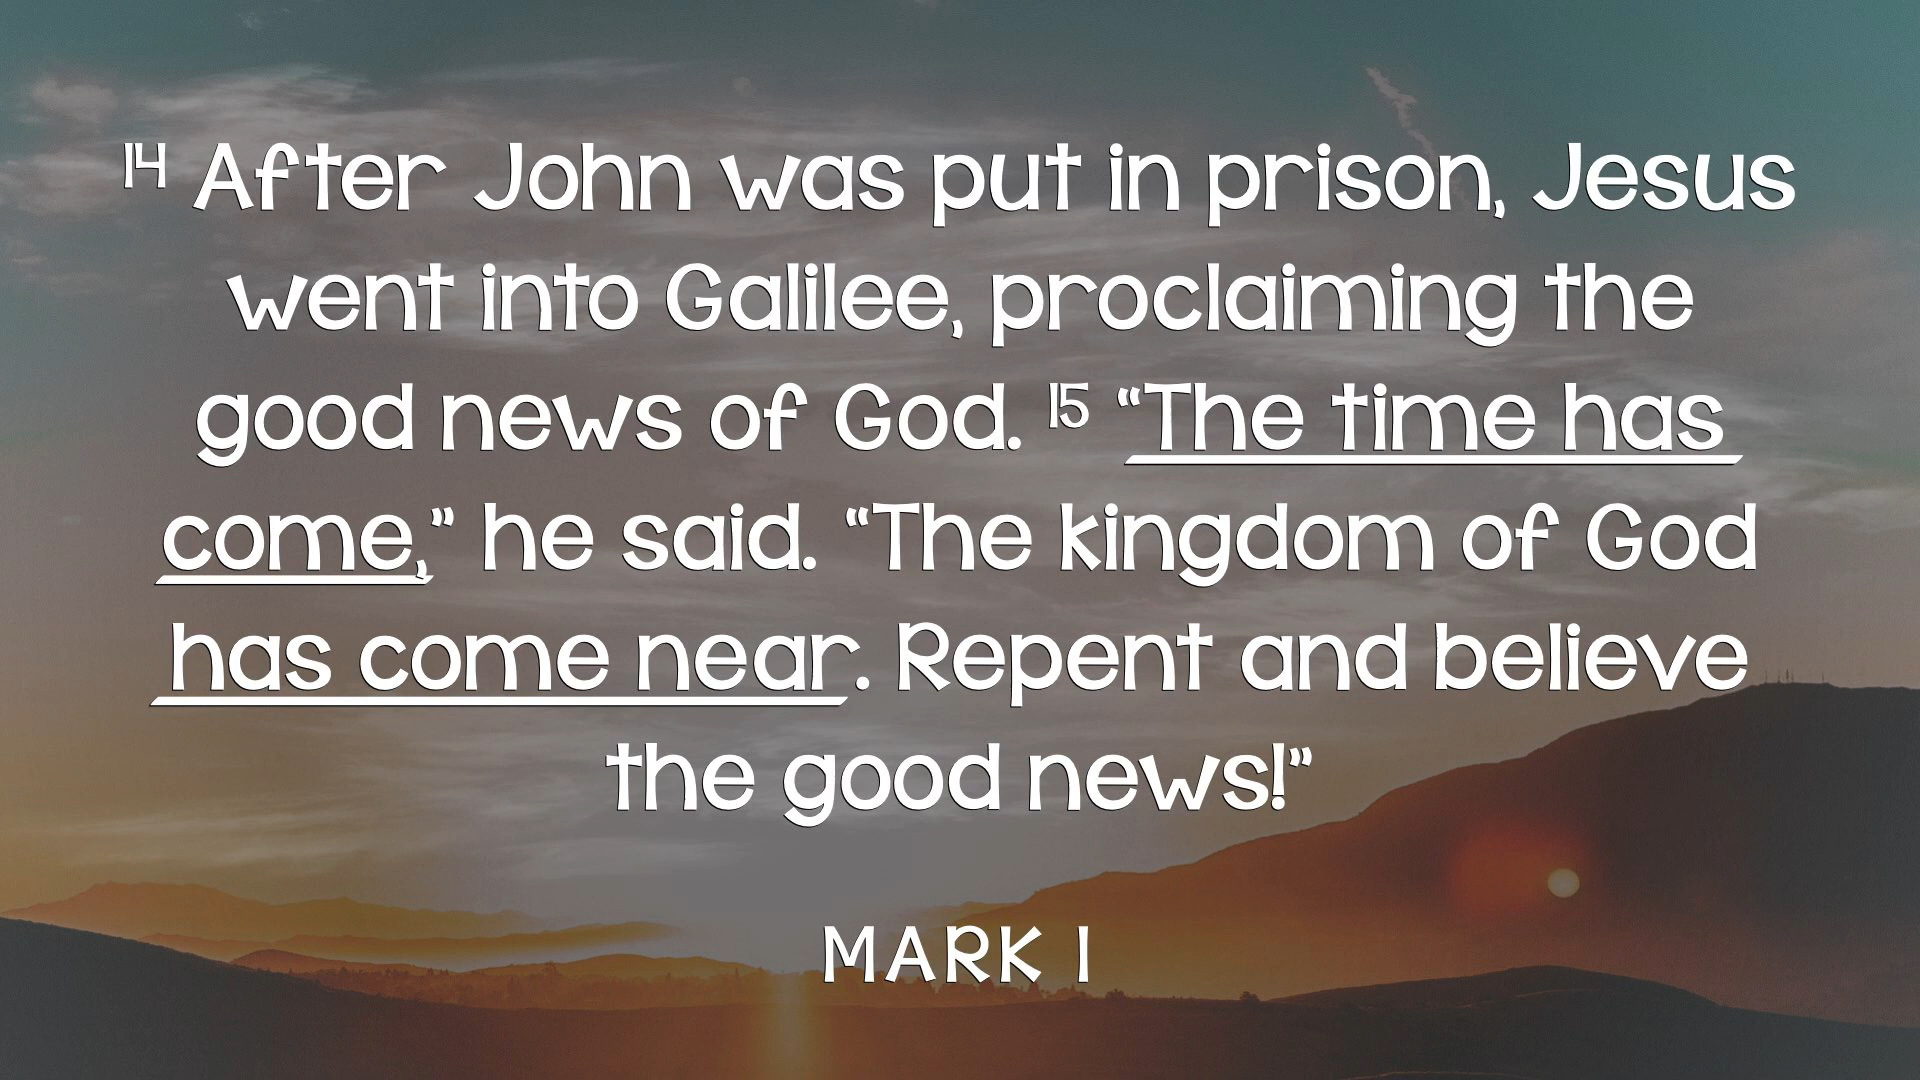 14 After John was put in prison, Jesus
went into Galilee, proclaiming the
good news of God. 15 “The time has
come,” he said. “The kingdom of God
has come near. Repent and believe
the good news!”
MARK 1